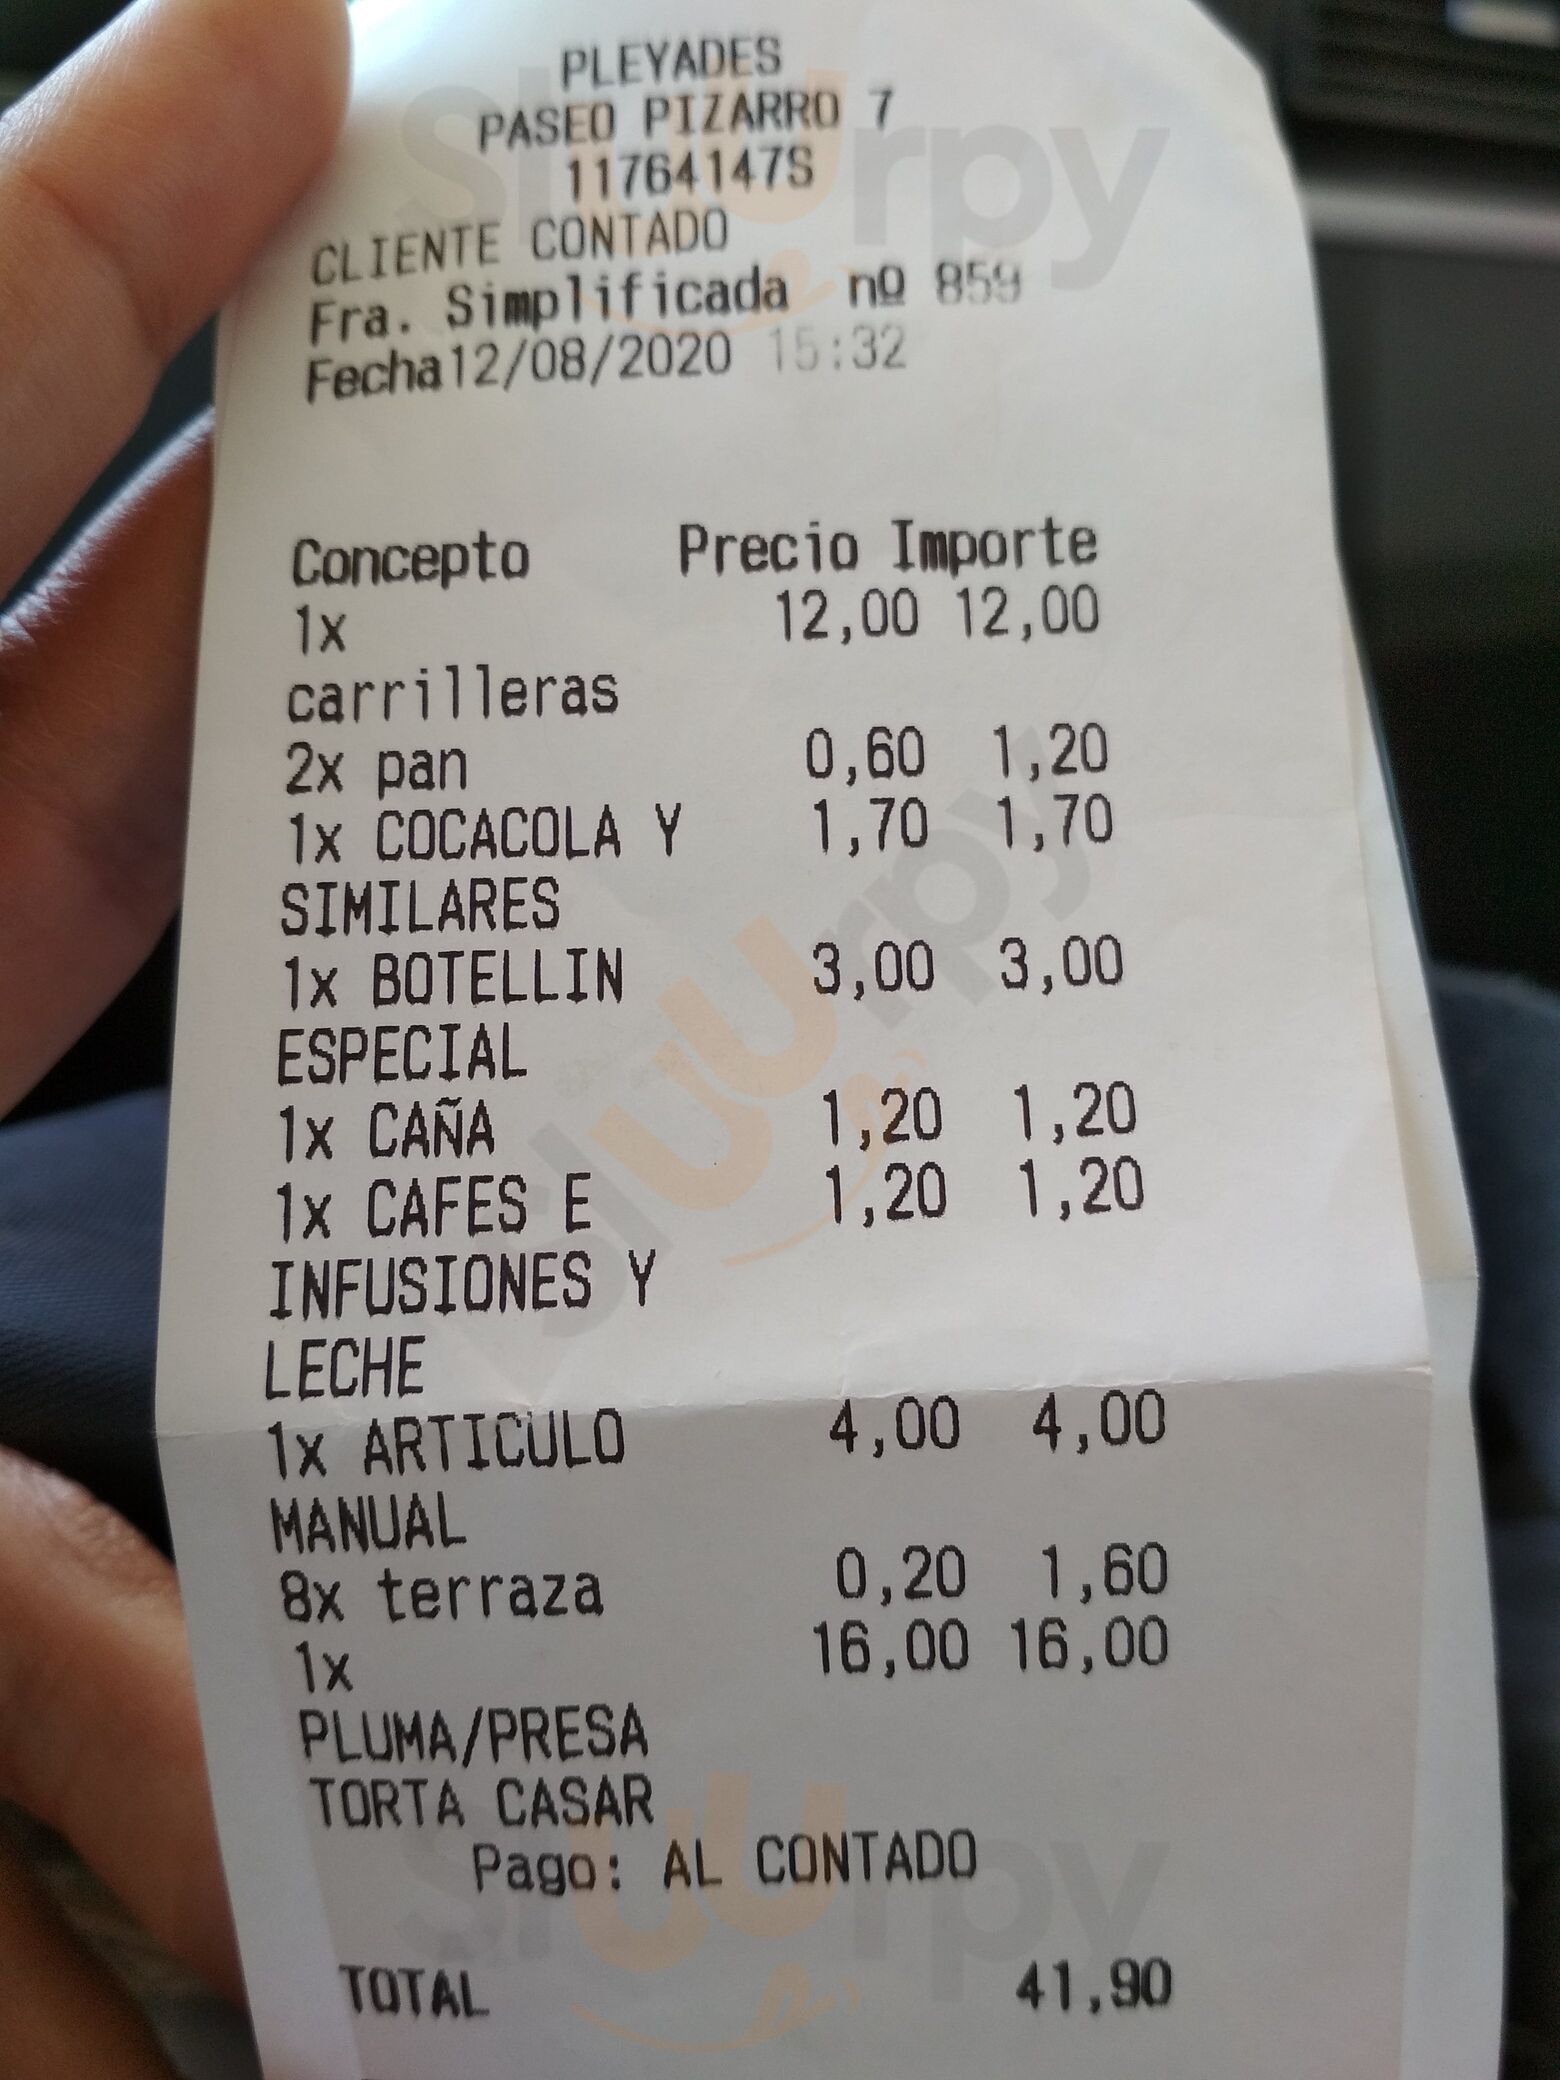 PLEYADES
PASEO PIZARRO 7
11764147S
CLIENTE CONTADO
Fra. Simplificada nº 859
Fecha12/08/2020 15:32
Concepto Precio Importe
1x 12,00 12,00
carrilleras
2x pan 0,60 1,20
1x COCACOLA Y 1,70 1,70
SIMILARES
1x BOTELLIN 3,00 3,00
ESPECIAL
1x CAÑA 1,20 1,20
1x CAFES E 1,20 1,20
INFUSIONES Y
LECHE
1x ARTICULO 4,00 4,00
MANUAL
8x terraza 0,20 1,60
1x 16,00 16,00
PLUMA/PRESA
TORTA CASAR
Pago: AL CONTADO
TOTAL 41,90
Sluurpy
Sluurpy
Sluurpy